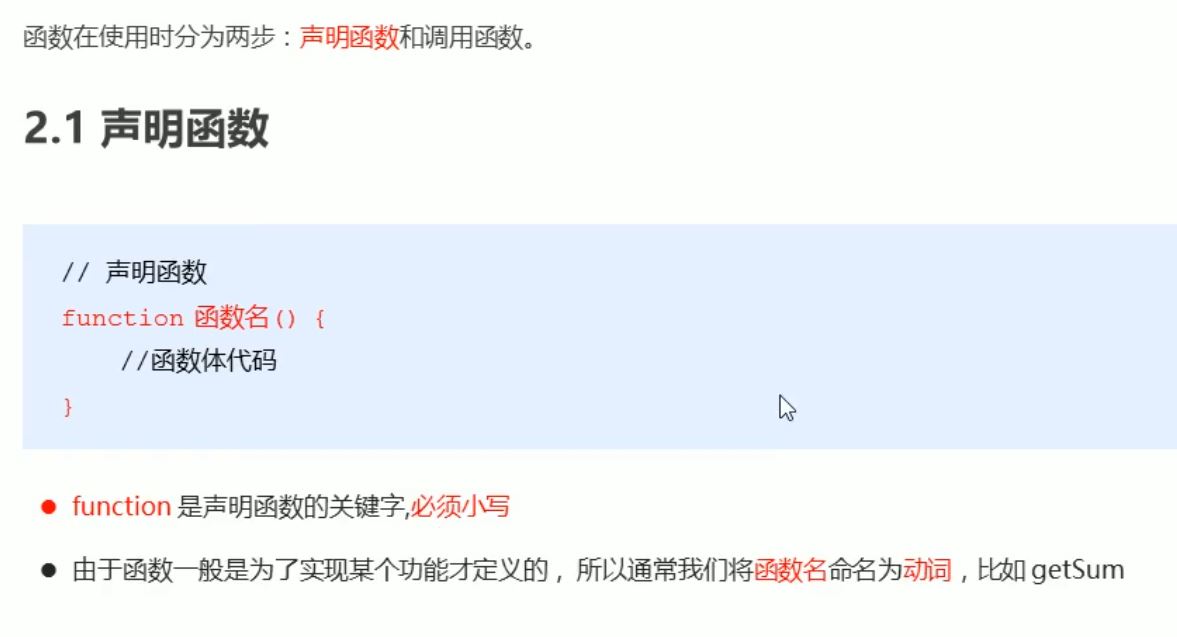 函数在使用时分为两步：声明函数和调用函数。
2.1 声明函数
// 声明函数
function 函数名() {
//函数体代码
}
function 是声明函数的关键字,必须小写
由于函数一般是为了实现某个功能才定义的，所以通常我们将函数名命名为动词，比如 getSum